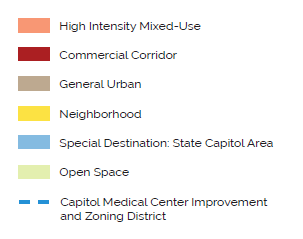 High Intensity Mixed-Use
Commercial Corridor
General Urban
Neighborhood
Special Destination: State Capitol Area
Open Space
Capitol Medical Center Improvement
and Zoning District